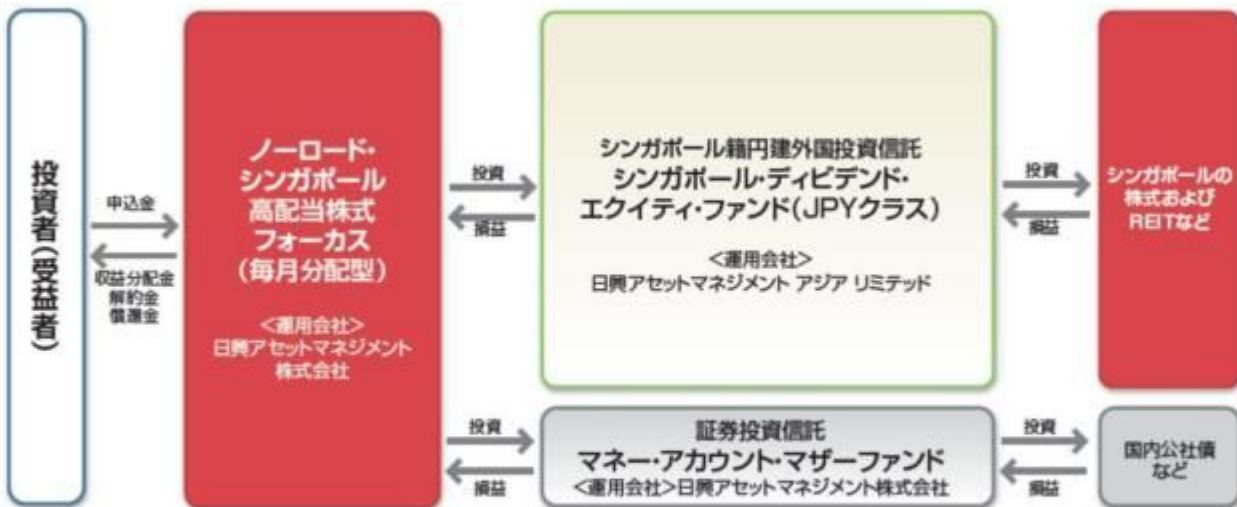 投資者(受益者)
申込金
収益分配金
解約金
償還金
ノーロード・
シンガポール
高配当株式
フォーカス
(毎月分配型)
<運用会社>
日興アセットマネジメント
株式会社
投資
損益
シンガポール籍円建外国投資信託
シンガポール・ディビデンド・
エクイティ・ファンド(JPYクラス)
<運用会社>
日興アセットマネジメント アジア リミテッド
投資
損益
シンガポールの
株式および
REITなど
投資
損益
証券投資信託
マネー・アカウント・マザーファンド
<運用会社>日興アセットマネジメント株式会社
投資
損益
国内公社債
など